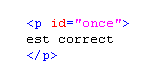 <p id="once">
est correct
</p>